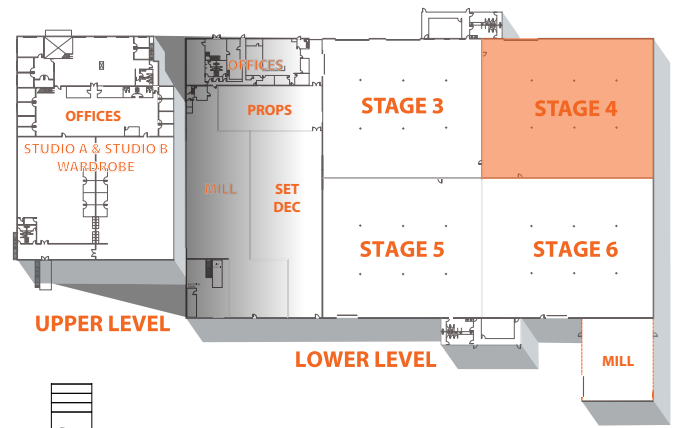 OFFICES
STAGE 3
STAGE 4
PROPS
OFFICES
STUDIO A & STUDIO B
WARDROBE
MILL
SET
DEC
STAGE 5
STAGE 6
UPPER LEVEL
LOWER LEVEL
MILL